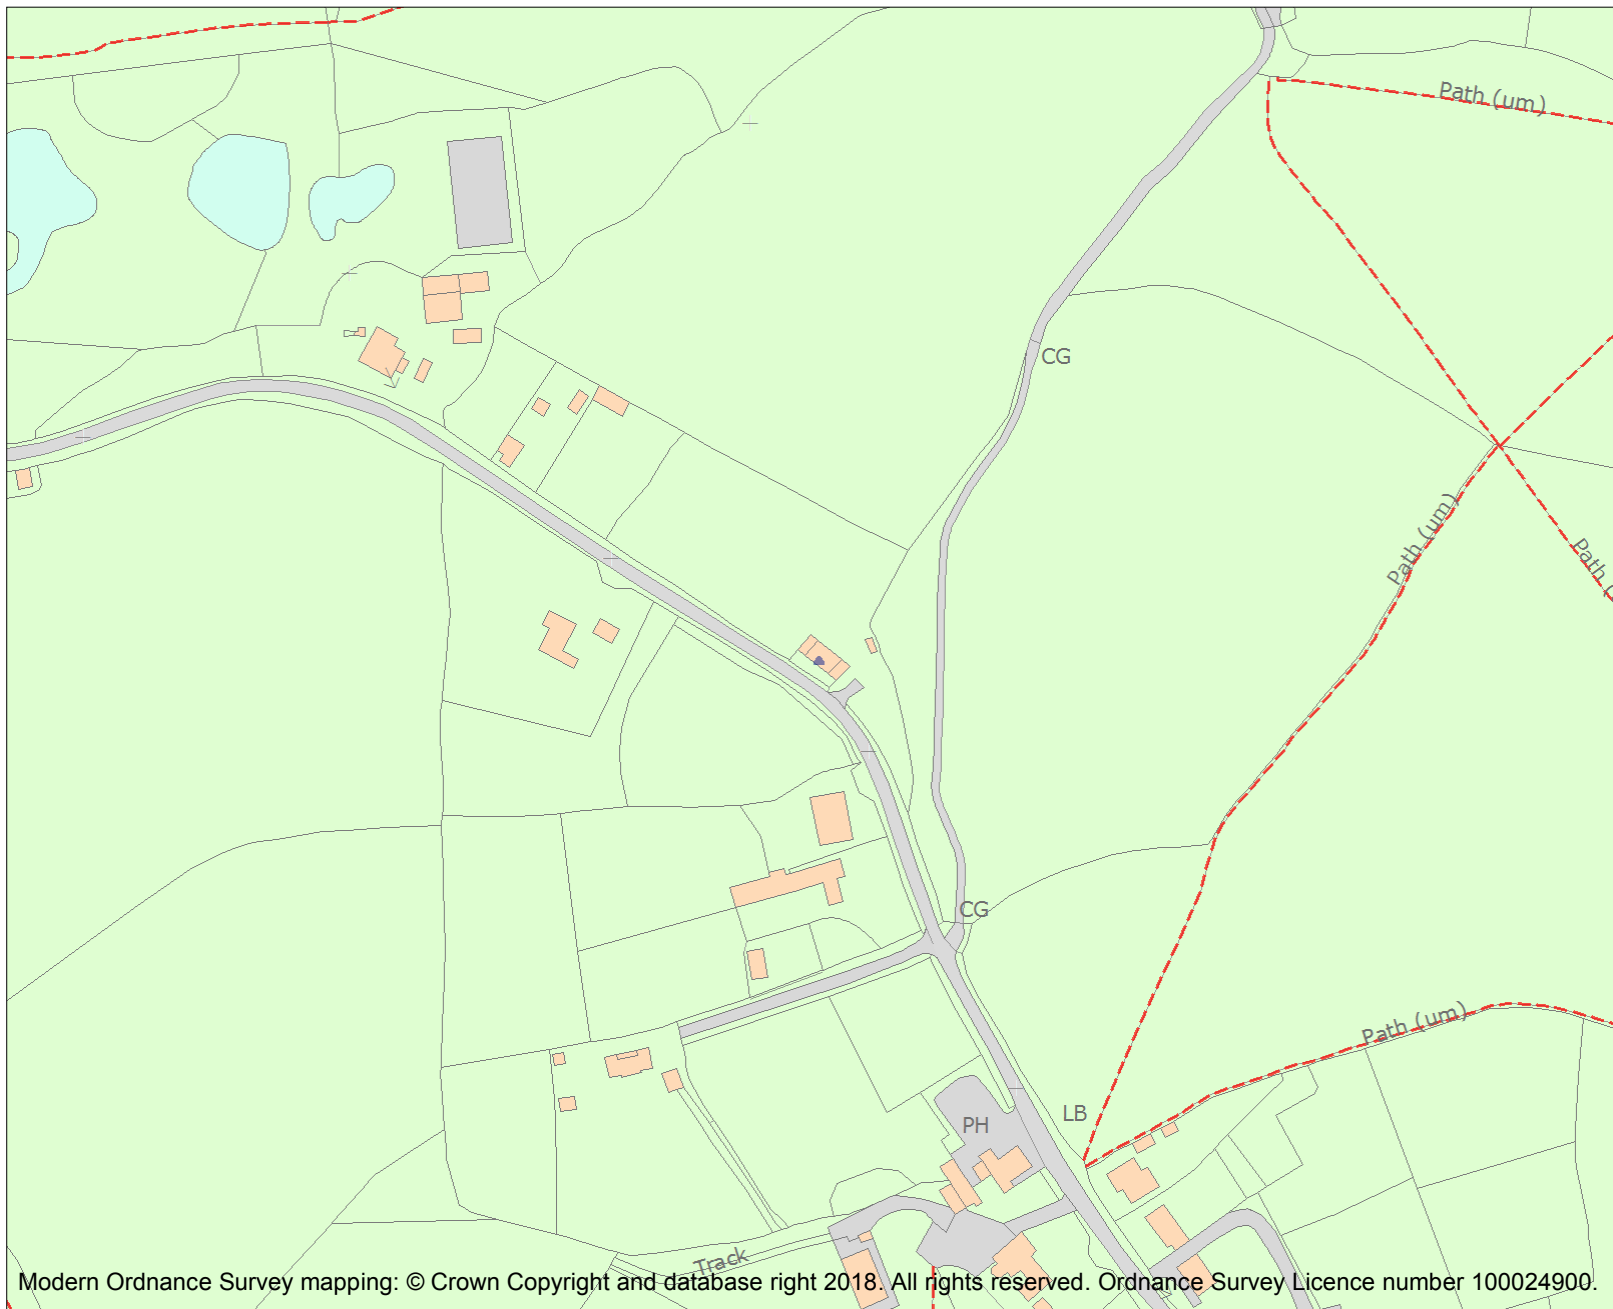 Path (um)
CG
Path (um)
Path (
CG
Path (um)
LB
PH
Track
Modern Ordnance Survey mapping: © Crown Copyright and database right 2018. All rights reserved. Ordnance Survey Licence number 100024900.